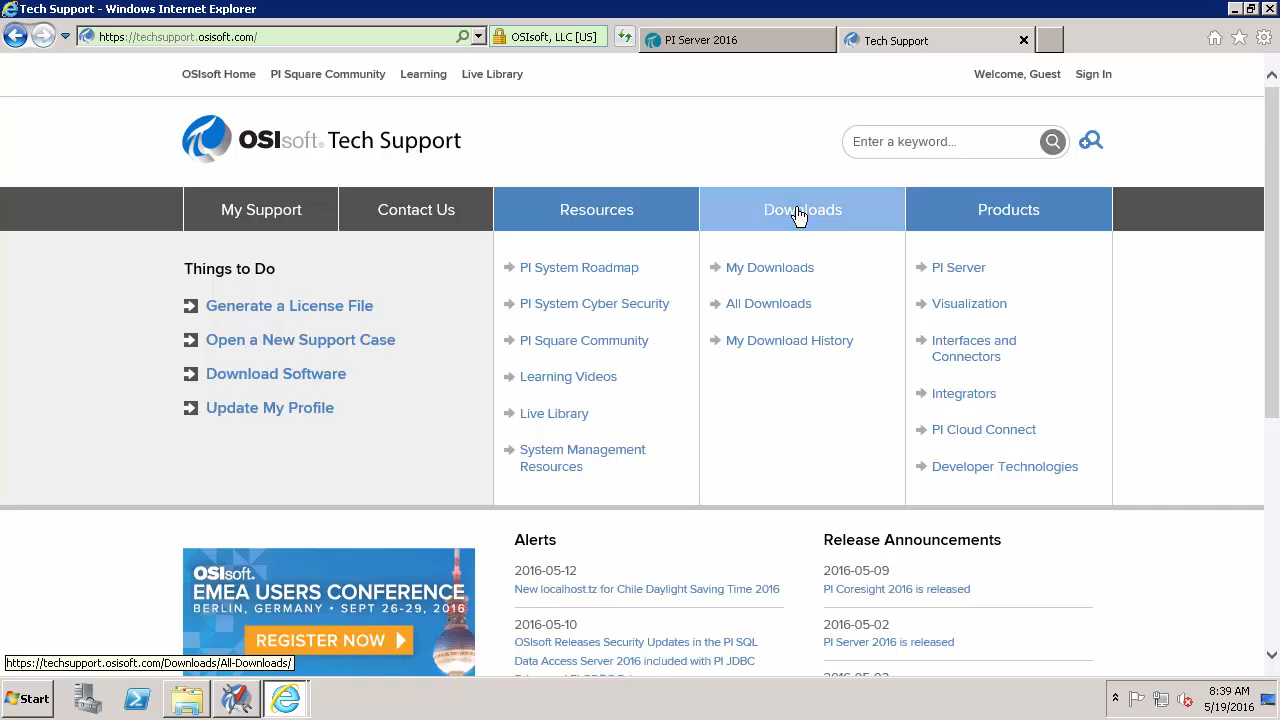 Tech Support - Windows Internet Explorer
https://techsupport.osisoft.com/
OSIsoft, LLC [US]
PI Server 2016
Tech Support
OSIsoft Home
PI Square Community
Learning
Live Library
Welcome, Guest
Sign In
OSIsoft. Tech Support
Enter a keyword...
My Support
Contact Us
Resources
Downloads
Products
Things to Do
Generate a License File
Open a New Support Case
Download Software
Update My Profile
PI System Roadmap
PI System Cyber Security
PI Square Community
Learning Videos
Live Library
System Management
Resources
My Downloads
All Downloads
My Download History
PI Server
Visualization
Interfaces and
Connectors
Integrators
PI Cloud Connect
Developer Technologies
OSIsoft.
EMEA USERS CONFERENCE
BERLIN, GERMANY • SEPT 26-29, 2016
REGISTER NOW
Alerts
2016-05-12
New localhost.tz for Chile Daylight Saving Time 2016
2016-05-10
OSIsoft Releases Security Updates in the PI SQL
Data Access Server 2016 included with PI JDBC
Release Announcements
2016-05-09
PI Coresight 2016 is released
2016-05-02
PI Server 2016 is released
https://techsupport.osisoft.com/Downloads/All-Downloads/
Start
8:39 AM
5/19/2016